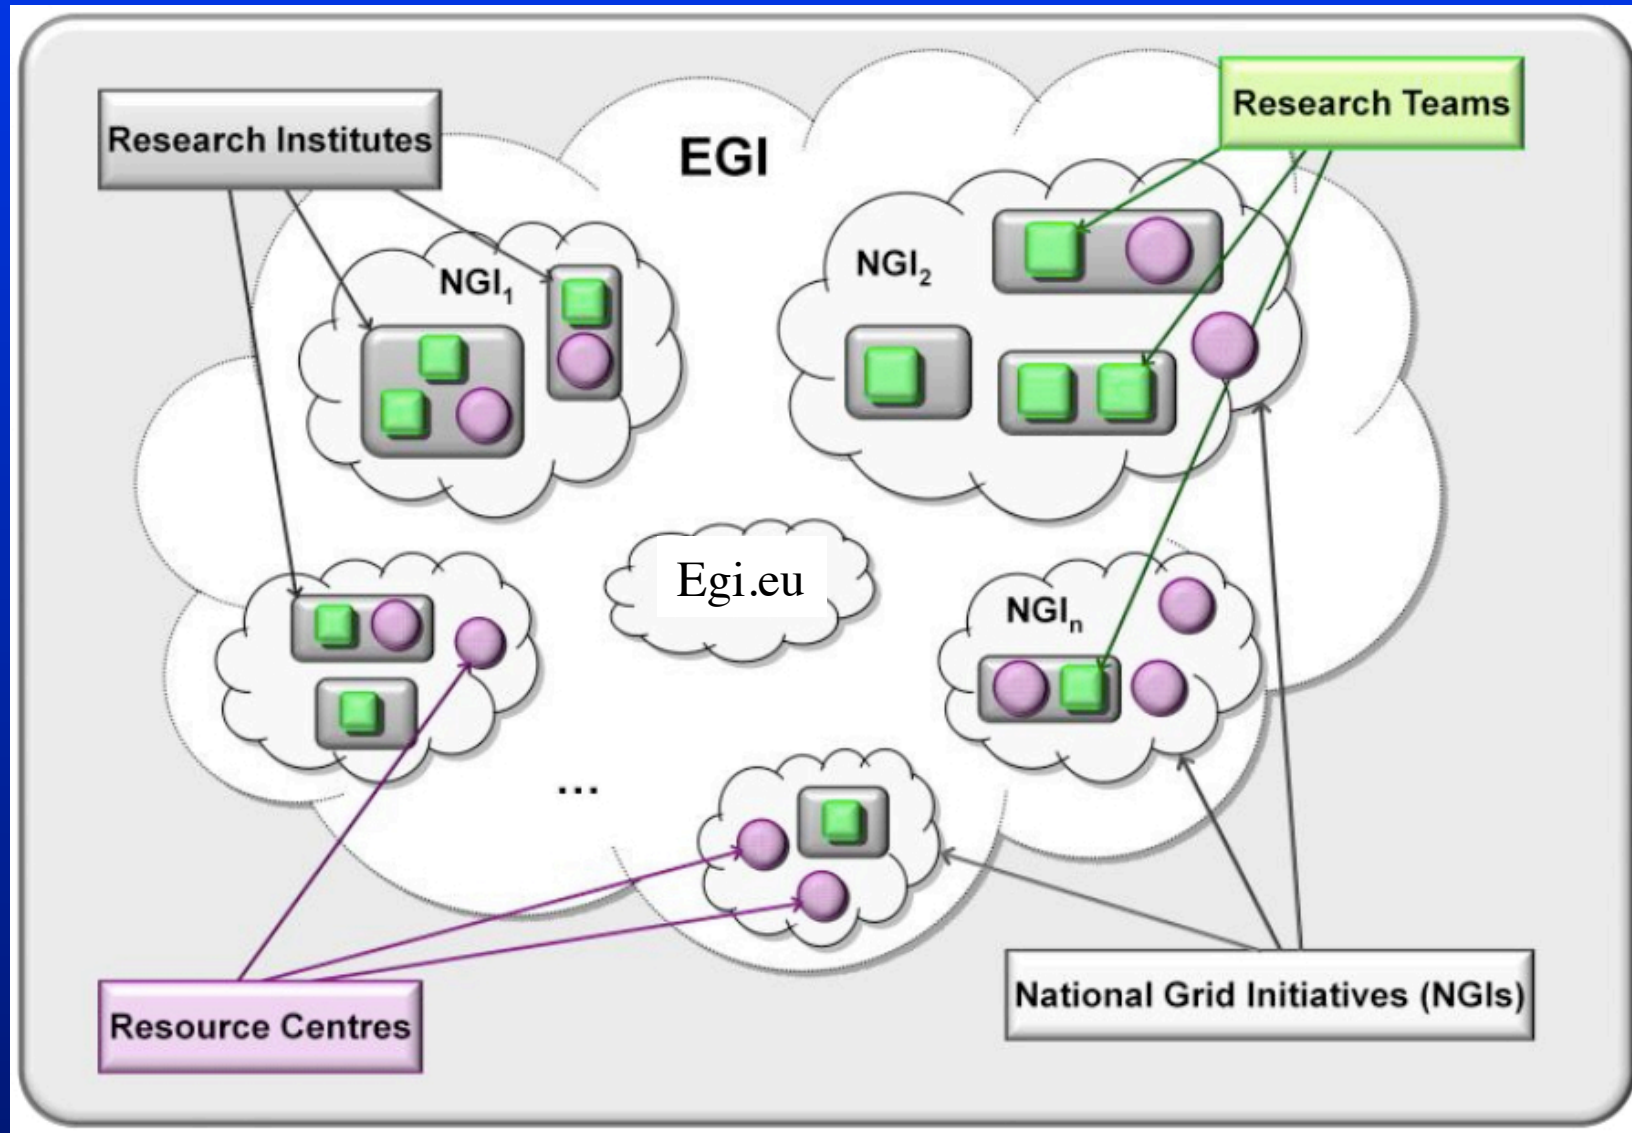 Research Teams
Research Institutes
EGI
NGI₁
NGI₂
Egi.eu
NGIₙ
...
National Grid Initiatives (NGIs)
Resource Centres